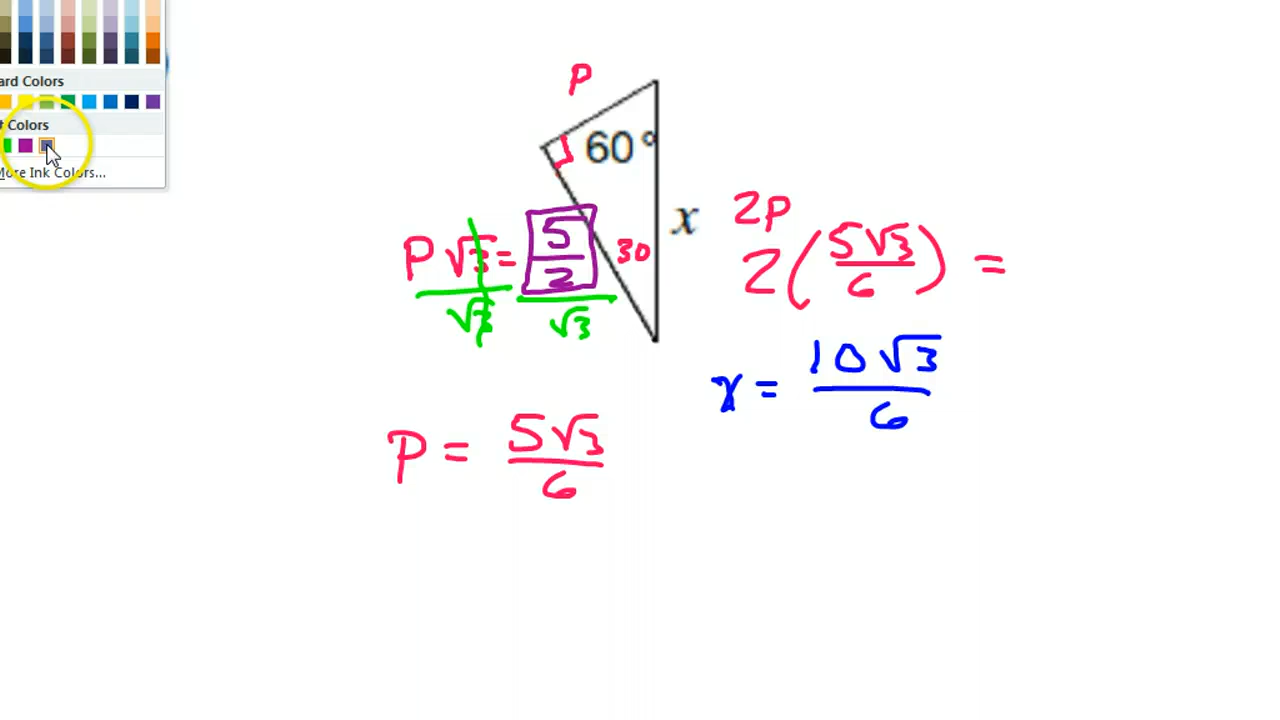 ard Colors
t Colors
More Ink Colors...
P
60°
x
2P
P√3 = 5/2
√3 √3
30
2(5√3/6) =
x = 10√3/6
P = 5√3/6